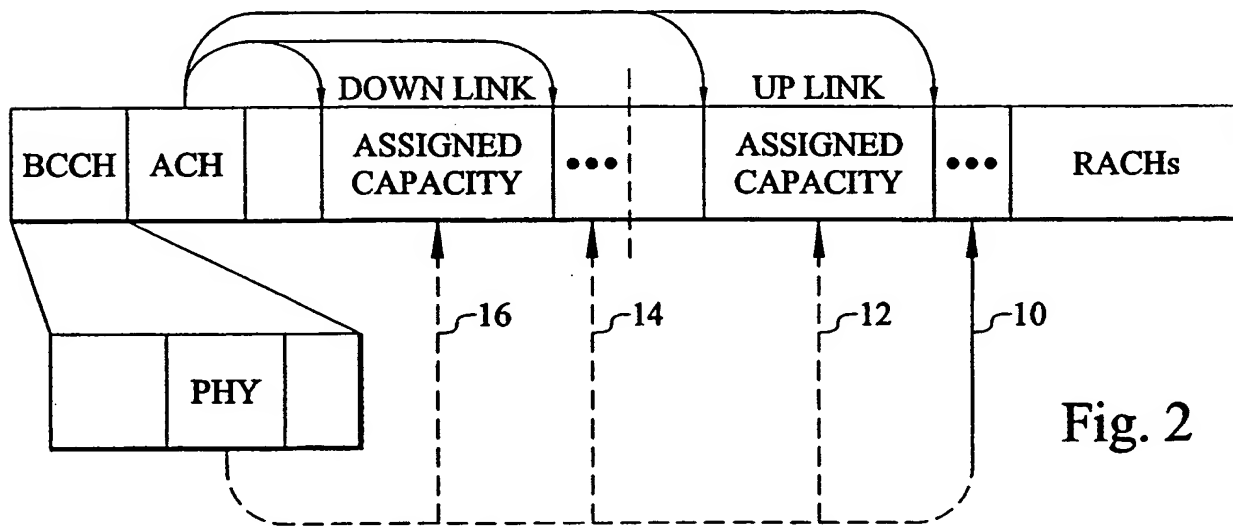 DOWN LINK
UP LINK
BCCH
ACH
ASSIGNED
CAPACITY
•••
ASSIGNED
CAPACITY
•••
RACHs
16
14
12
10
PHY
Fig. 2